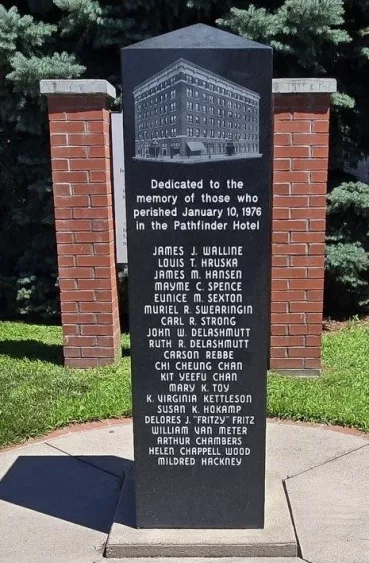 Dedicated to the
memory of those who
perished January 10, 1976
in the Pathfinder Hotel
JAMES J. WALLINE
LOUIS T. HRUSKA
JAMES M. HANSEN
MAYME C. SPENCE
EUNICE M. SEXTON
MURIEL R. SWEARINGIN
CARL R. STRONG
JOHN W. DELASHMUTT
RUTH R. DELASHMUTT
CARSON REBBE
CHI CHEUNG CHAN
KIT YEEFU CHAN
MARY K. TOY
K. VIRGINIA KETTLESON
SUSAN K. HOKAMP
DELORES J. "FRITZY" FRITZ
WILLIAM VAN METER
ARTHUR CHAMBERS
HELEN CHAPPELL WOOD
MILDRED HACKNEY